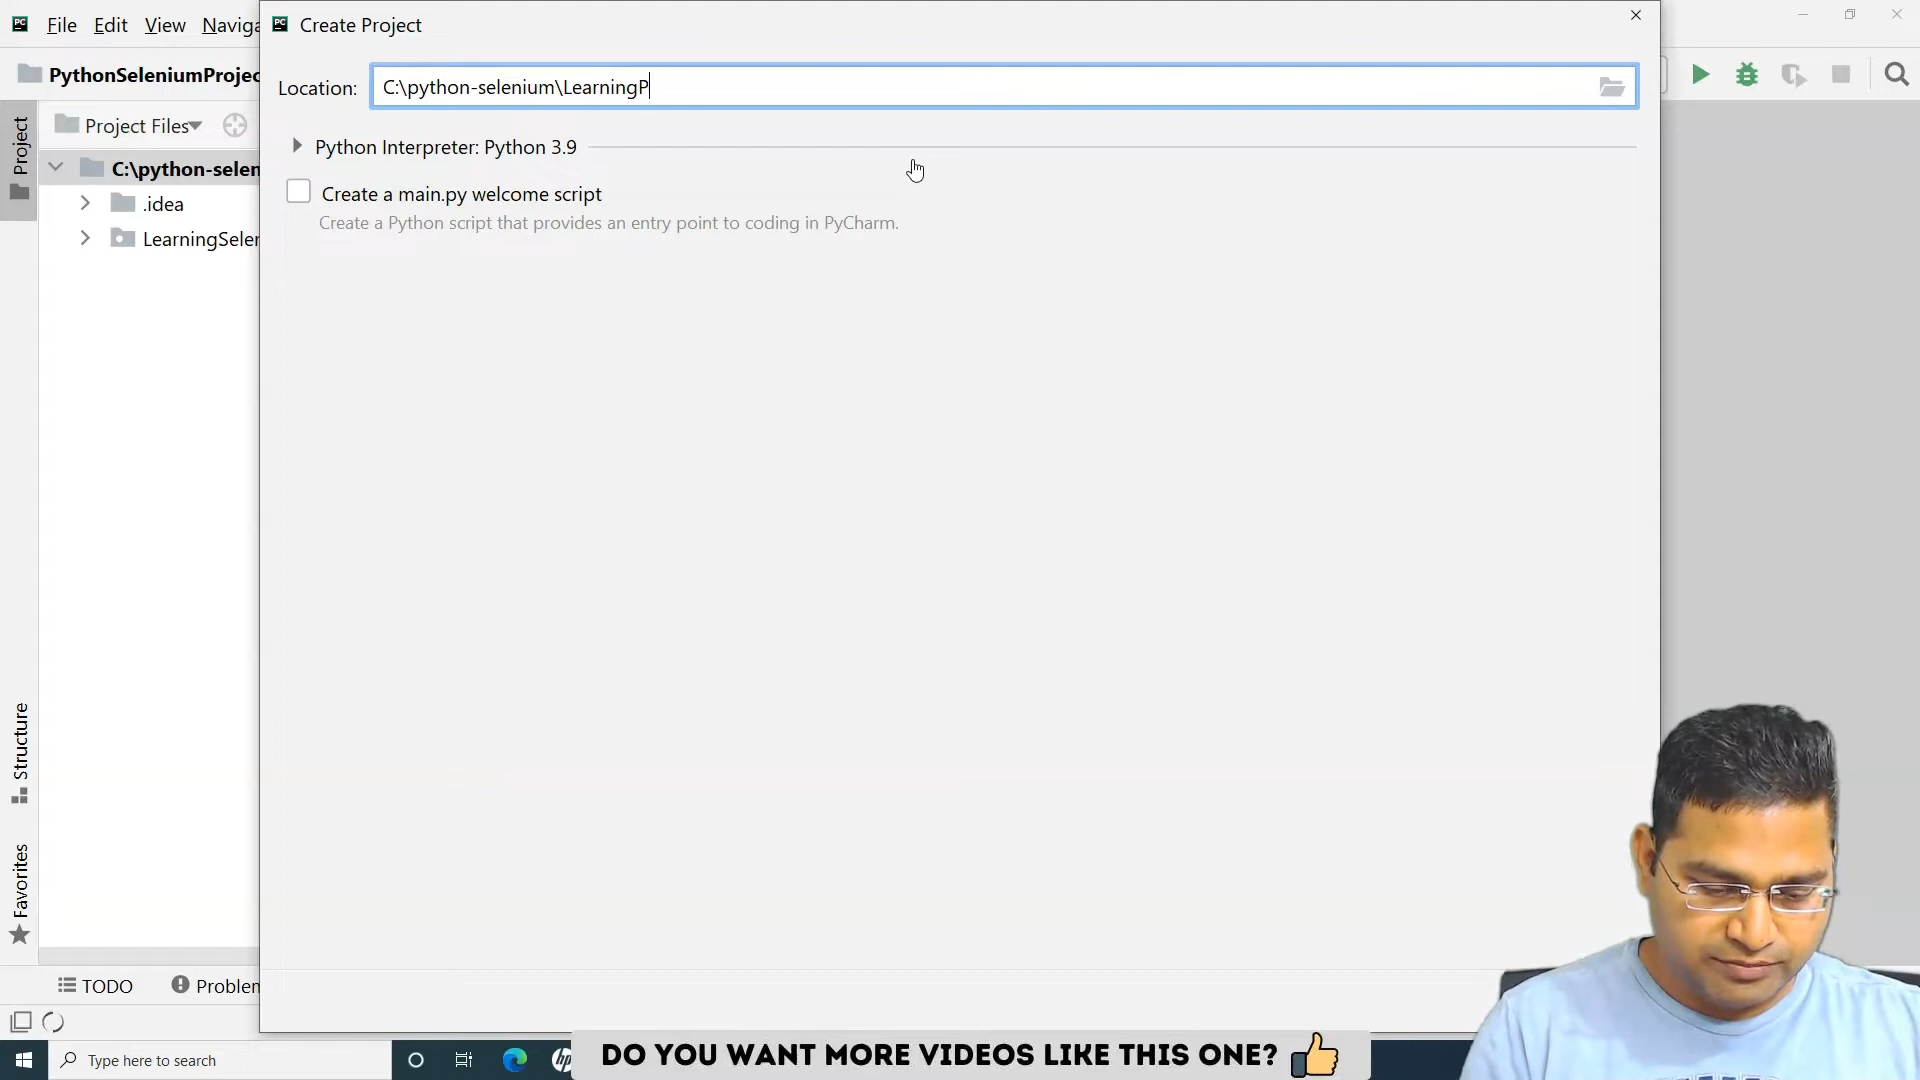 File Edit View Naviga
Create Project
PythonSeleniumProjec
Location: C:\python-selenium\LearningP
Project
Project Files
Python Interpreter: Python 3.9
C:\python-selen
.idea
LearningSeler
Create a main.py welcome script
Create a Python script that provides an entry point to coding in PyCharm.
Structure
Favorites
TODO
Problen
Type here to search
DO YOU WANT MORE VIDEOS LIKE THIS ONE?